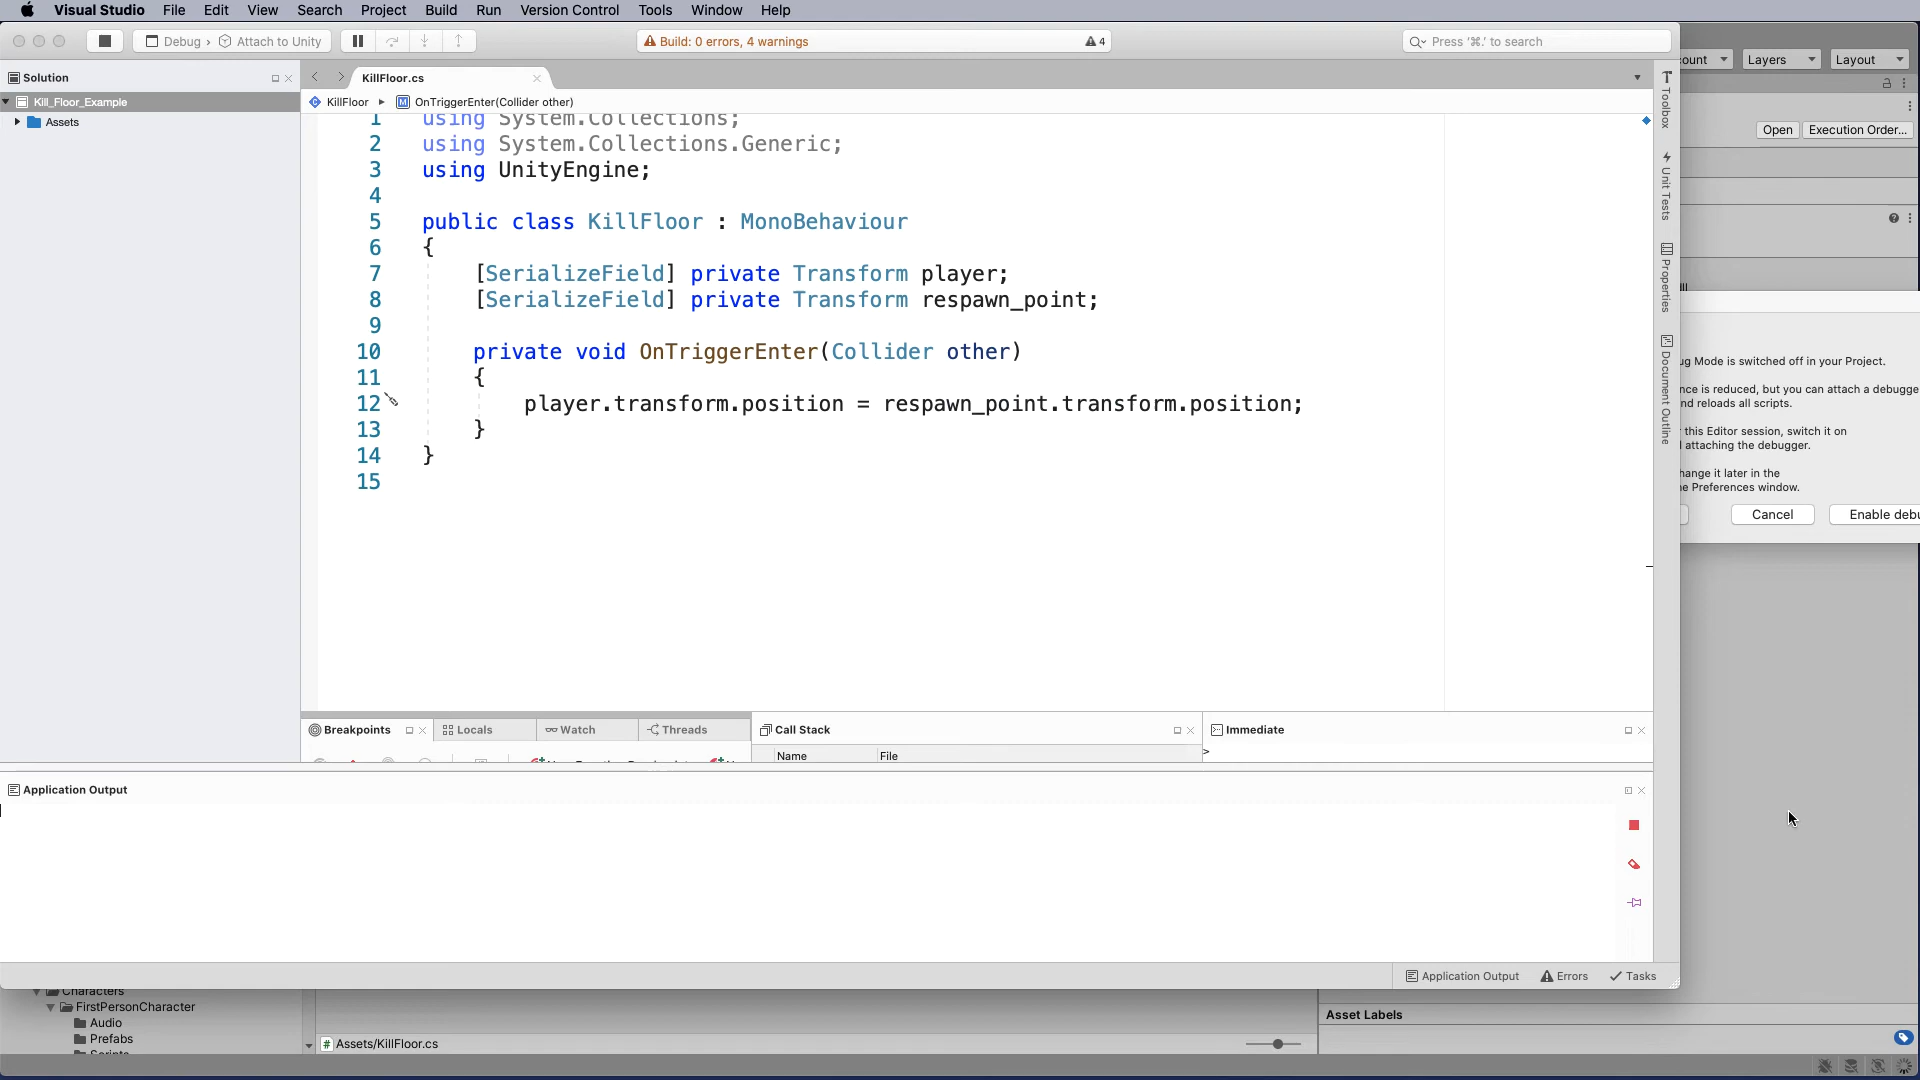 Visual Studio File Edit View Search Project Build Run Version Control Tools Window Help
Debug › Attach to Unity
Build: 0 errors, 4 warnings
4
Press '⌘.' to search
Layers
Layout
Solution
KillFloor.cs
Kill_Floor_Example
KillFloor
OnTriggerEnter(Collider other)
Assets
Open
Execution Order...
Toolbox
Unit Tests
Properties
Document Outline
1 using System.Collections;
2 using System.Collections.Generic;
3 using UnityEngine;
4
5 public class KillFloor : MonoBehaviour
6 {
7 [SerializeField] private Transform player;
8 [SerializeField] private Transform respawn_point;
9
10 private void OnTriggerEnter(Collider other)
11 {
12 player.transform.position = respawn_point.transform.position;
13 }
14 }
15
ug Mode is switched off in your Project.
nce is reduced, but you can attach a debugge
nd reloads all scripts.
this Editor session, switch it on
attaching the debugger.
hange it later in the
e Preferences window.
Cancel
Enable debu
Breakpoints
Locals
Watch
Threads
Call Stack
Immediate
Name
File
>
Application Output
Application Output
Errors
Tasks
Characters
FirstPersonCharacter
Audio
Prefabs
Scripts
Assets/KillFloor.cs
Asset Labels